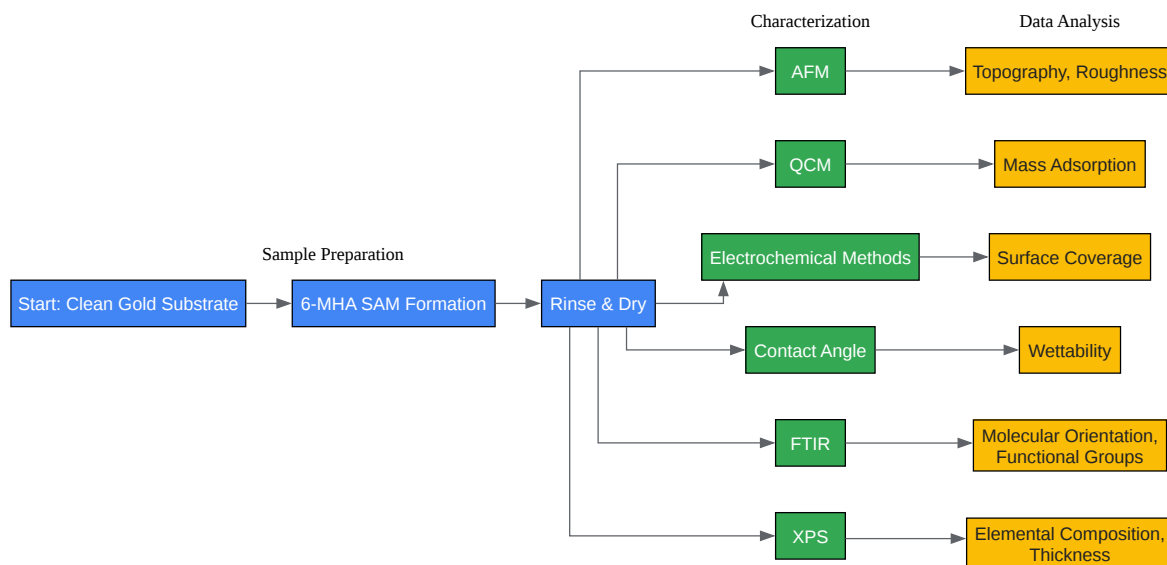 Characterization
Data Analysis
AFM
Topography, Roughness
QCM
Mass Adsorption
Sample Preparation
Electrochemical Methods
Surface Coverage
Start: Clean Gold Substrate
6-MHA SAM Formation
Rinse & Dry
Contact Angle
Wettability
FTIR
Molecular Orientation,
Functional Groups
XPS
Elemental Composition,
Thickness